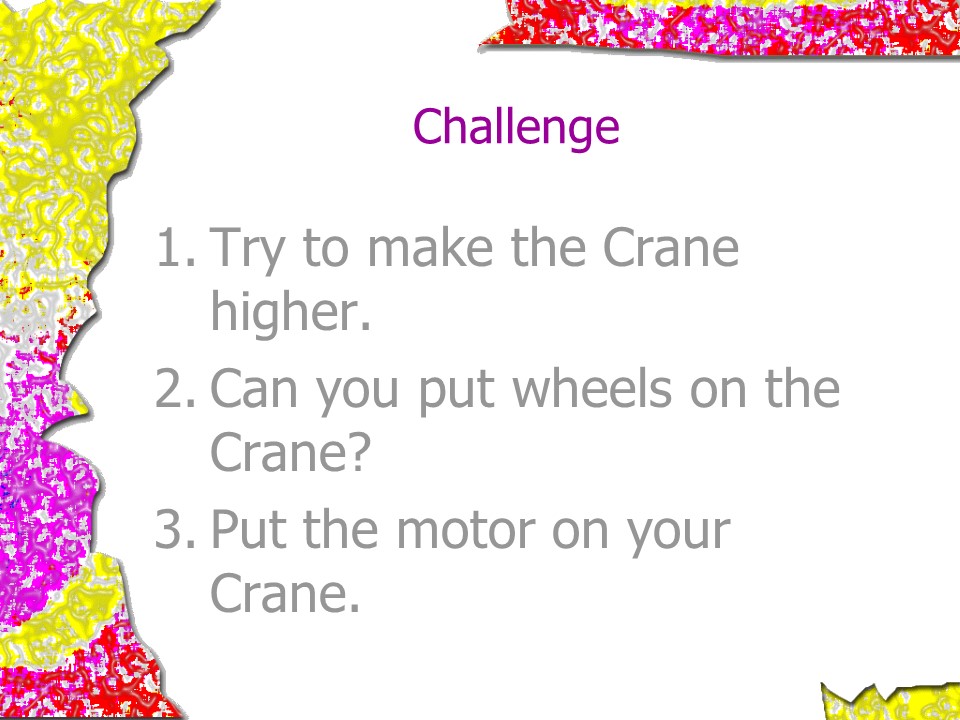 Challenge
1. Try to make the Crane
higher.
2. Can you put wheels on the
Crane?
3. Put the motor on your
Crane.